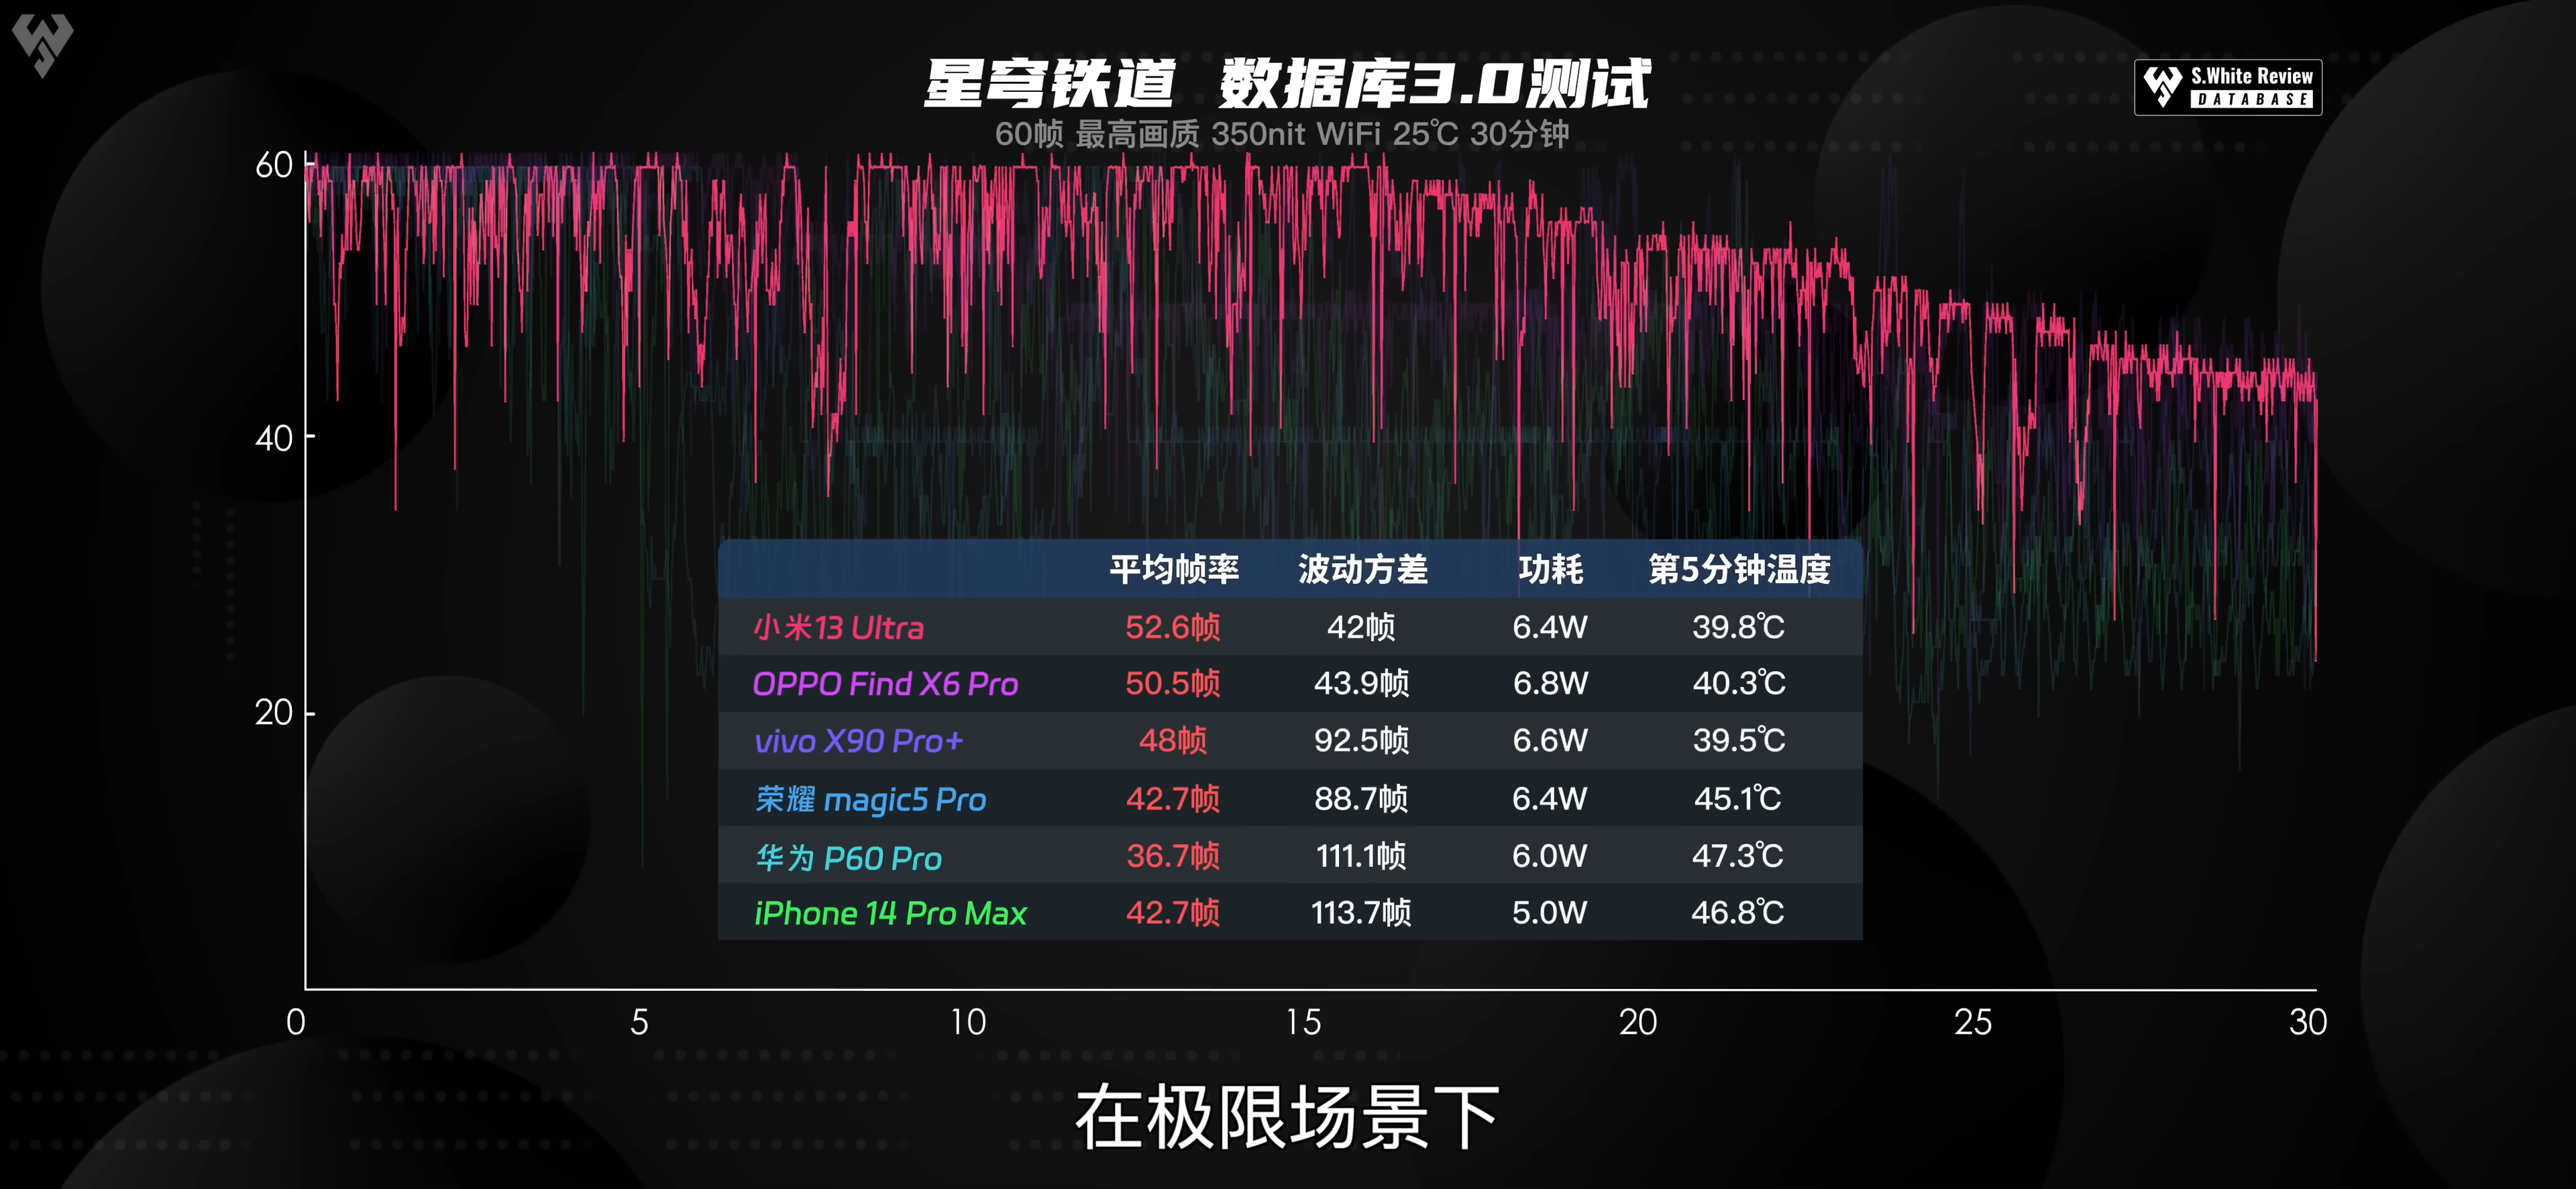 星穹铁道 数据库3.0测试
S.White Review
DATABASE
60帧 最高画质 350nit WiFi 25℃ 30分钟
60
40
20
平均帧率 波动方差 功耗 第5分钟温度
小米13 Ultra 52.6帧 42帧 6.4W 39.8℃
OPPO Find X6 Pro 50.5帧 43.9帧 6.8W 40.3℃
vivo X90 Pro+ 48帧 92.5帧 6.6W 39.5℃
荣耀 magic5 Pro 42.7帧 88.7帧 6.4W 45.1℃
华为 P60 Pro 36.7帧 111.1帧 6.0W 47.3℃
iPhone 14 Pro Max 42.7帧 113.7帧 5.0W 46.8℃
0 5 10 15 20 25 30
在极限场景下